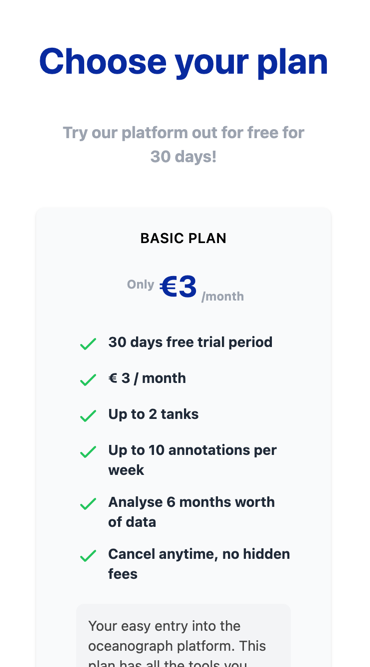 Choose your plan
Try our platform out for free for
30 days!
BASIC PLAN
Only €3 /month
30 days free trial period
€ 3 / month
Up to 2 tanks
Up to 10 annotations per
week
Analyse 6 months worth
of data
Cancel anytime, no hidden
fees
Your easy entry into the
oceanograph platform. This
plan has all the tools you